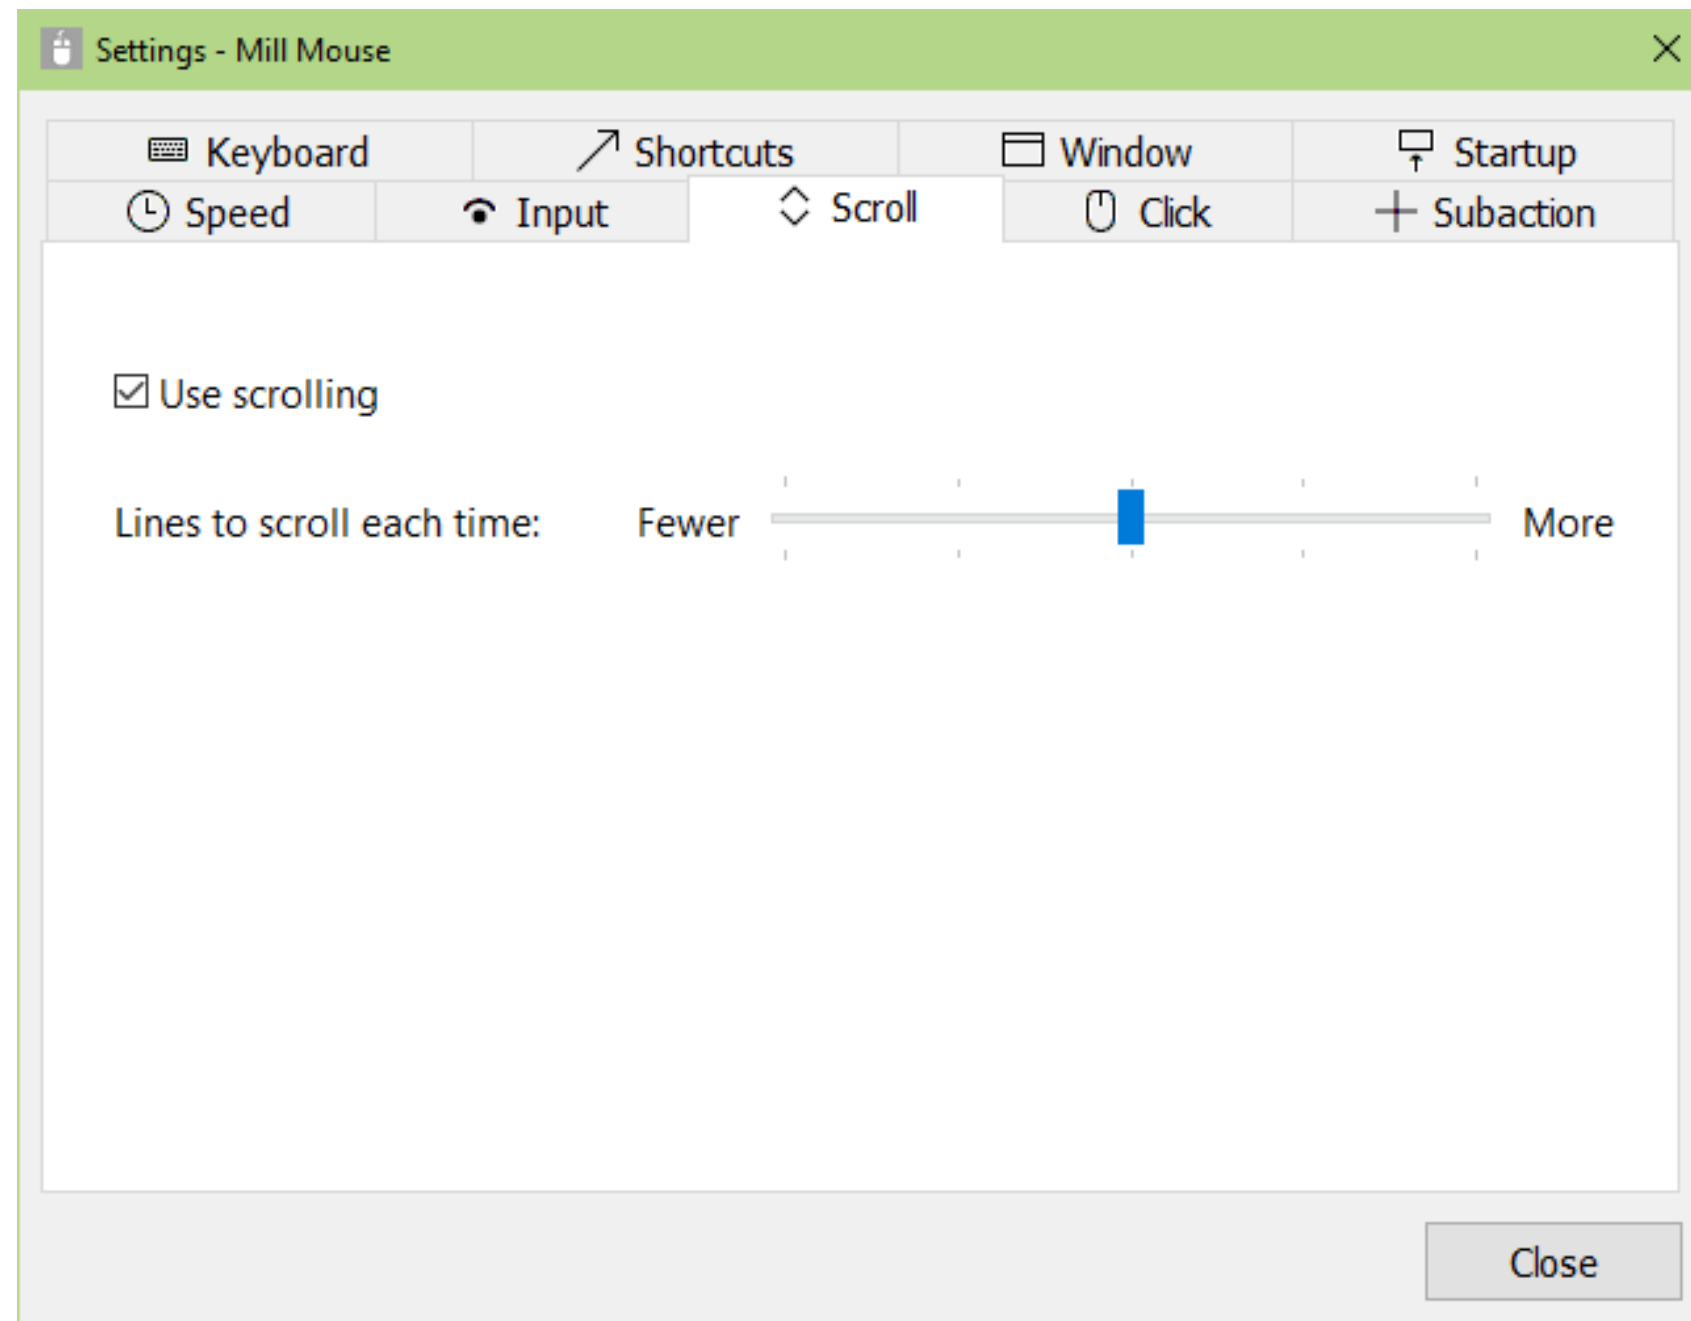 Settings - Mill Mouse
Keyboard Shortcuts Window Startup
Speed Input Scroll Click Subaction
Use scrolling
Lines to scroll each time: Fewer More
Close